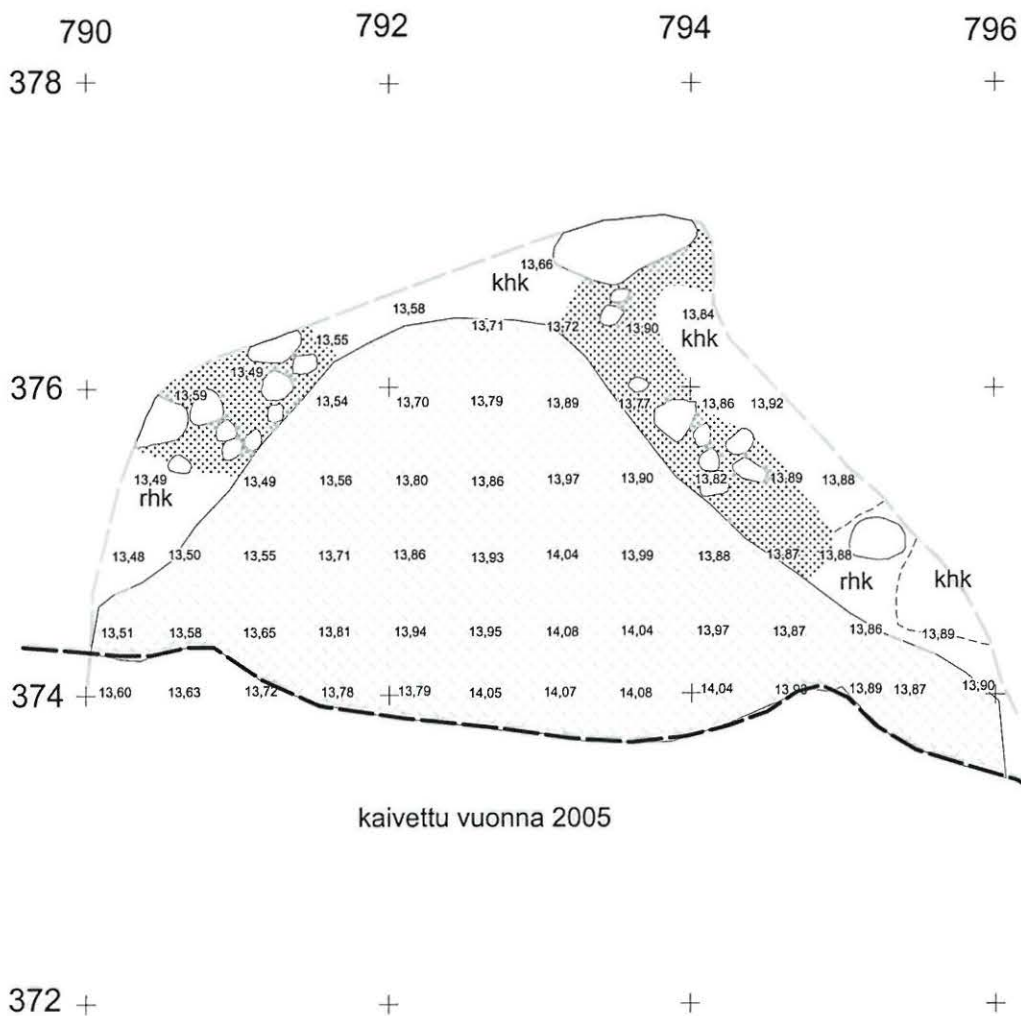 790 792 794 796
378
13,66
khk
13,58
13,84
13,71 13,72 13,90
khk
13,55
13,49
376
13,59
13,54 13,70 13,79 13,89 13,77 13,86 13,92
13,49 13,49 13,56 13,80 13,86 13,97 13,90 13,82 13,89 13,88
rhk
13,48 13,50 13,55 13,71 13,86 13,93 14,04 13,99 13,88 13,87 13,88
rhk khk
13,51 13,58 13,65 13,81 13,94 13,95 14,08 14,04 13,97 13,87 13,86 13,89
374 13,60 13,63 13,72 13,78 13,79 14,05 14,07 14,08 14,04 13,89 13,87 13,90
kaivettu vuonna 2005
372